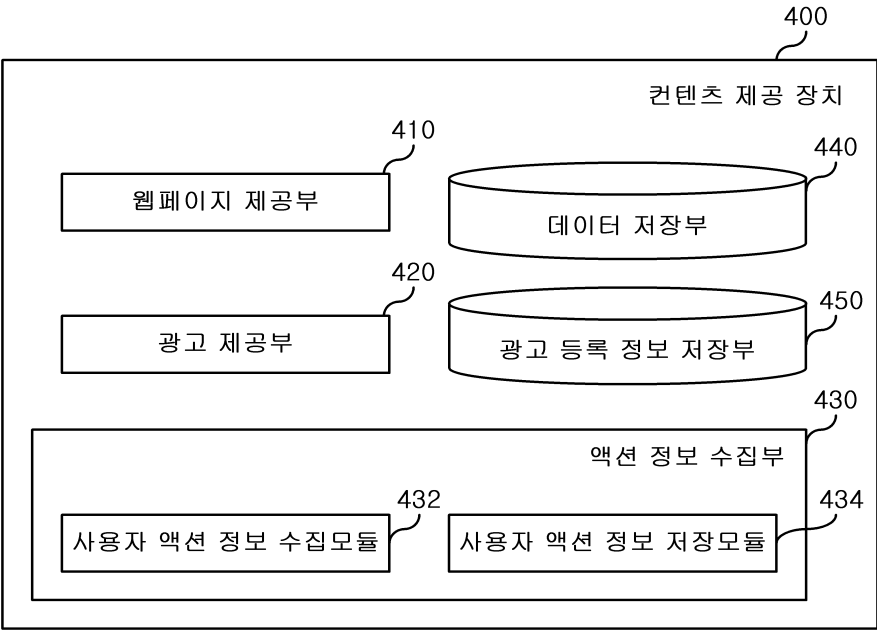 400
컨텐츠 제공 장치
410
웹페이지 제공부
440
데이터 저장부
420
광고 제공부
450
광고 등록 정보 저장부
430
액션 정보 수집부
432
사용자 액션 정보 수집모듈
434
사용자 액션 정보 저장모듈